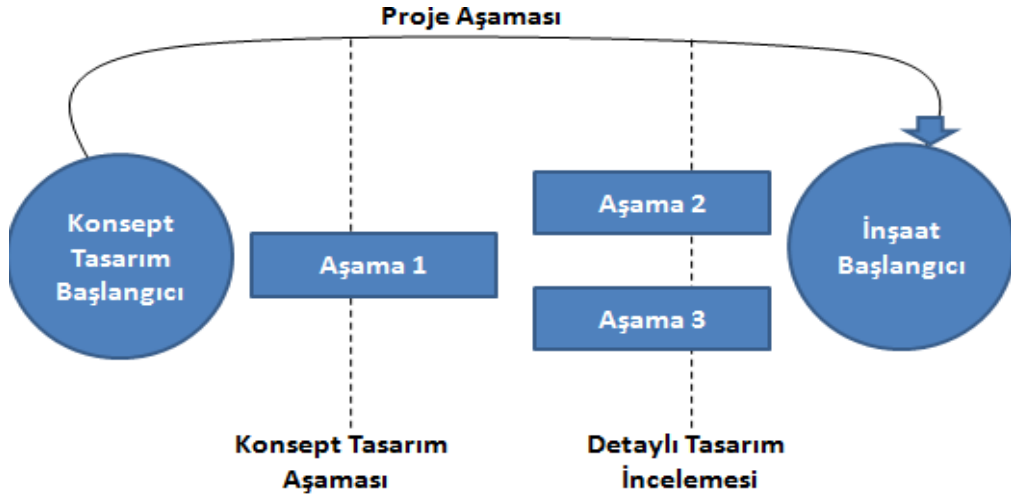 Proje Aşaması
Konsept
Tasarım
Başlangıcı
Aşama 1
Aşama 2
Aşama 3
İnşaat
Başlangıcı
Konsept Tasarım
Aşaması
Detaylı Tasarım
İncelemesi